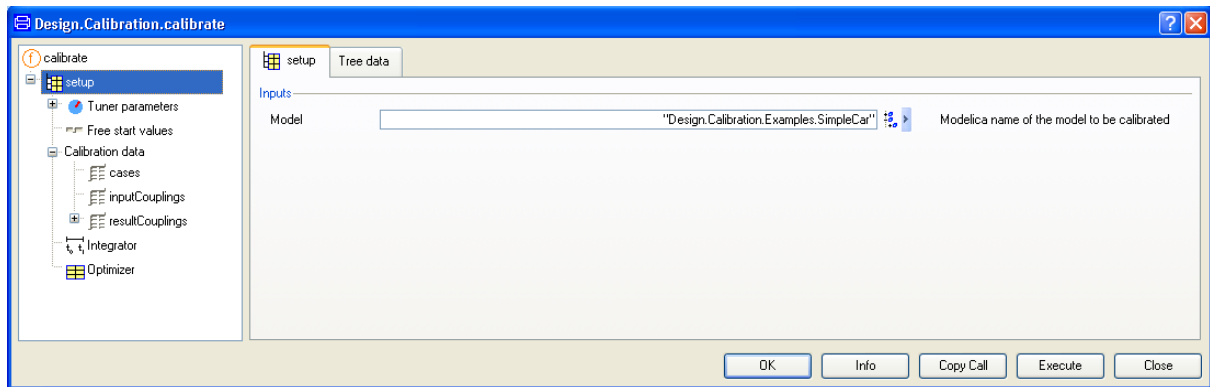 Design.Calibration.calibrate
calibrate
setup
Tuner parameters
Free start values
Calibration data
cases
inputCouplings
resultCouplings
Integrator
Optimizer
setup Tree data
Inputs
Model "Design.Calibration.Examples.SimpleCar" Modelica name of the model to be calibrated
OK Info Copy Call Execute Close